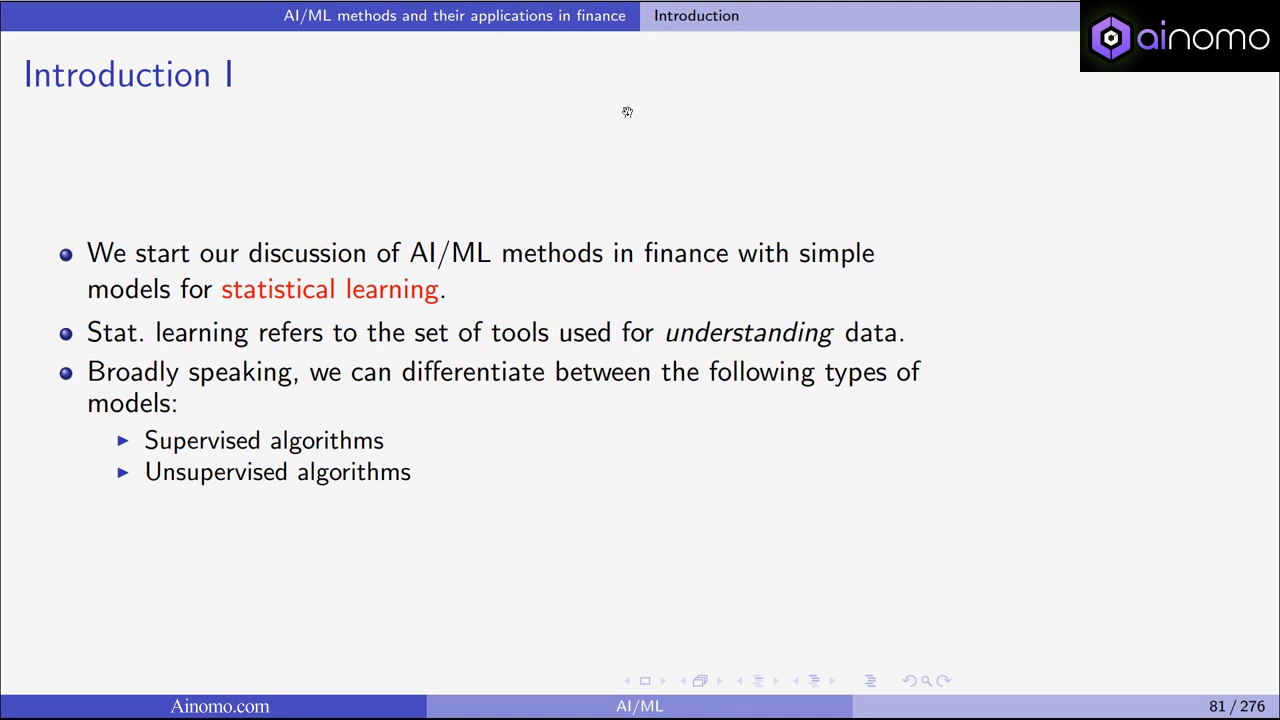 AI/ML methods and their applications in finance Introduction
ainomo
Introduction I
We start our discussion of AI/ML methods in finance with simple
models for statistical learning.
Stat. learning refers to the set of tools used for understanding data.
Broadly speaking, we can differentiate between the following types of
models:
Supervised algorithms
Unsupervised algorithms
Ainomo.com AI/ML 81 / 276